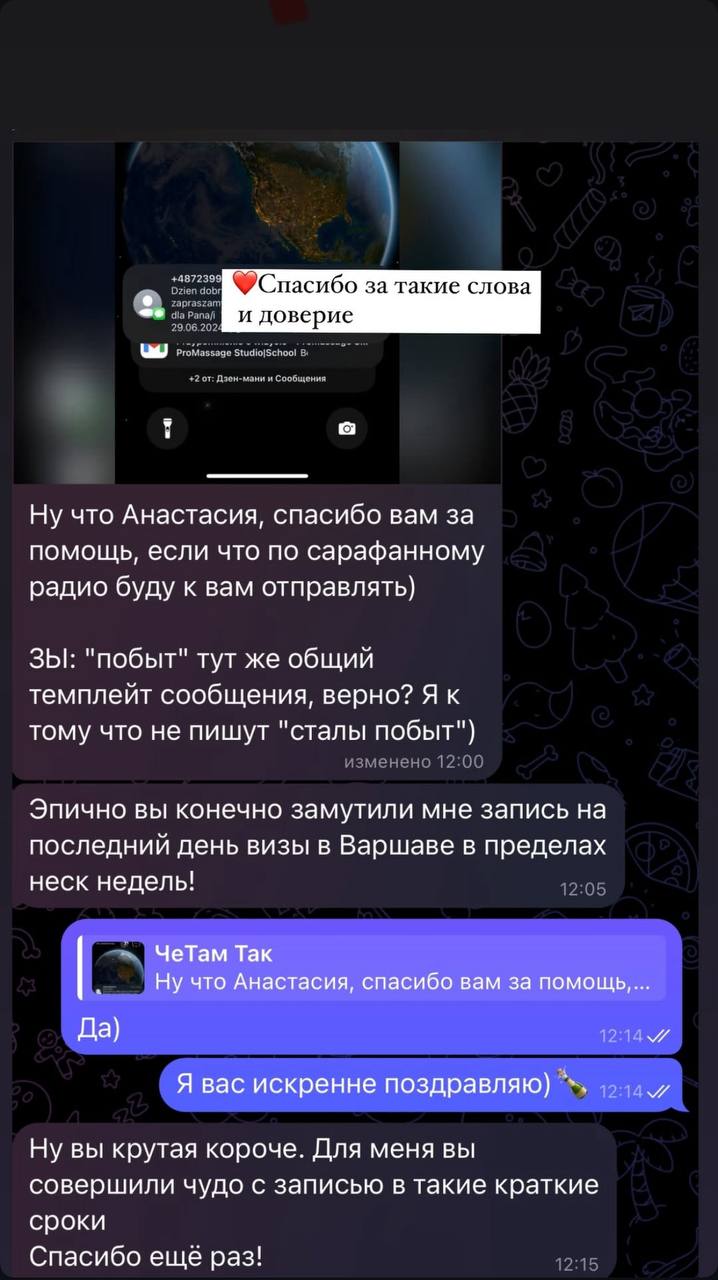 +4872399
Dzien dobr
zapraszam
dla Pana/i
29.06.2024
❤️Спасибо за такие слова
и доверие
ProMassage Studio|School
+2 от: Дзен-мани и Сообщения
Ну что Анастасия, спасибо вам за
помощь, если что по сарафанному
радио буду к вам отправлять)
ЗЫ: "побыт" тут же общий
темплейт сообщения, верно? Я к
тому что не пишут "сталы побыт")
изменено 12:00
Эпично вы конечно замутили мне запись на
последний день визы в Варшаве в пределах
неск недель!
12:05
ЧеТам Так
Ну что Анастасия, спасибо вам за помощь,...
Да)
12:14
Я вас искренне поздравляю)🍾
12:14
Ну вы крутая короче. Для меня вы
совершили чудо с записью в такие краткие
сроки
Спасибо ещё раз!
12:15